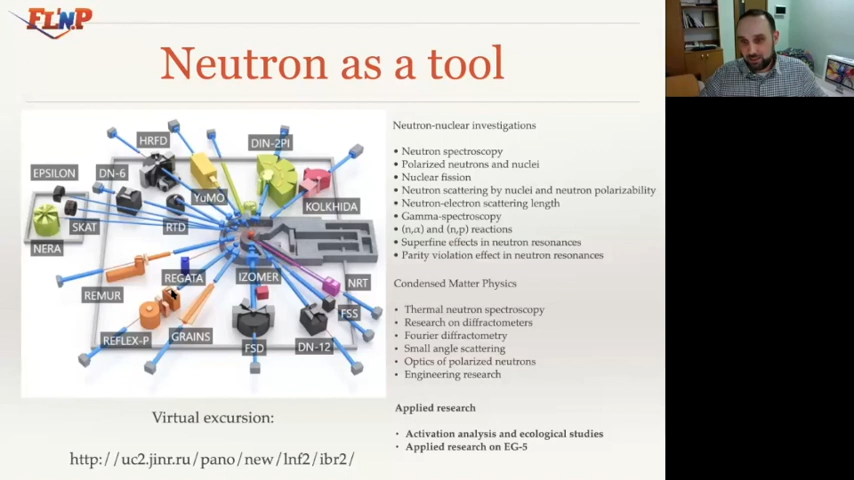 FLNP
Neutron as a tool
HRFD
DIN-2PI
EPSILON
DN-6
YuMO
KOLKHIDA
SKAT
RTD
NERA
REGATA
IZOMER
NRT
REMUR
FSS
REFLEX-P
GRAINS
FSD
DN-12
Virtual excursion:
http://uc2.jinr.ru/pano/new/lnf2/ibr2/
Neutron-nuclear investigations
• Neutron spectroscopy
• Polarized neutrons and nuclei
• Nuclear fission
• Neutron scattering by nuclei and neutron polarizability
• Neutron-electron scattering length
• Gamma-spectroscopy
• (n,α) and (n,p) reactions
• Superfine effects in neutron resonances
• Parity violation effect in neutron resonances
Condensed Matter Physics
• Thermal neutron spectroscopy
• Research on diffractometers
• Fourier diffractometry
• Small angle scattering
• Optics of polarized neutrons
• Engineering research
Applied research
• Activation analysis and ecological studies
• Applied research on EG-5